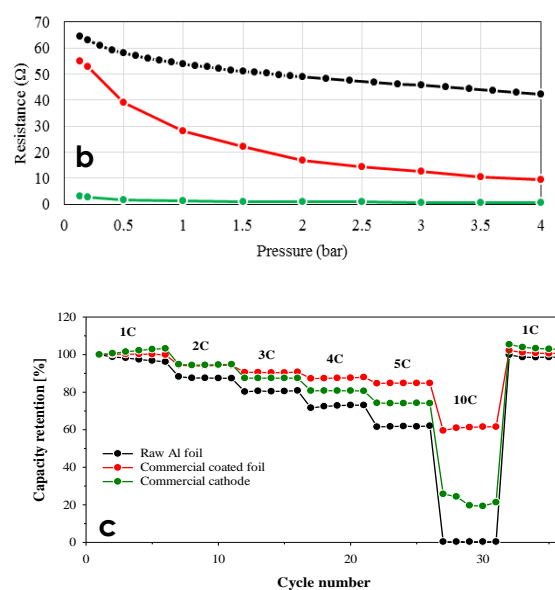 70
60
50
40
30
20
10
0
Resistance (Ω)
b
0 0.5 1 1.5 2 2.5 3 3.5 4
Pressure (bar)
120
100
80
60
40
20
0
Capacity retention [%]
1C 2C 3C 4C 5C 10C 1C
Raw Al foil
Commercial coated foil
Commercial cathode
c
0 10 20 30
Cycle number